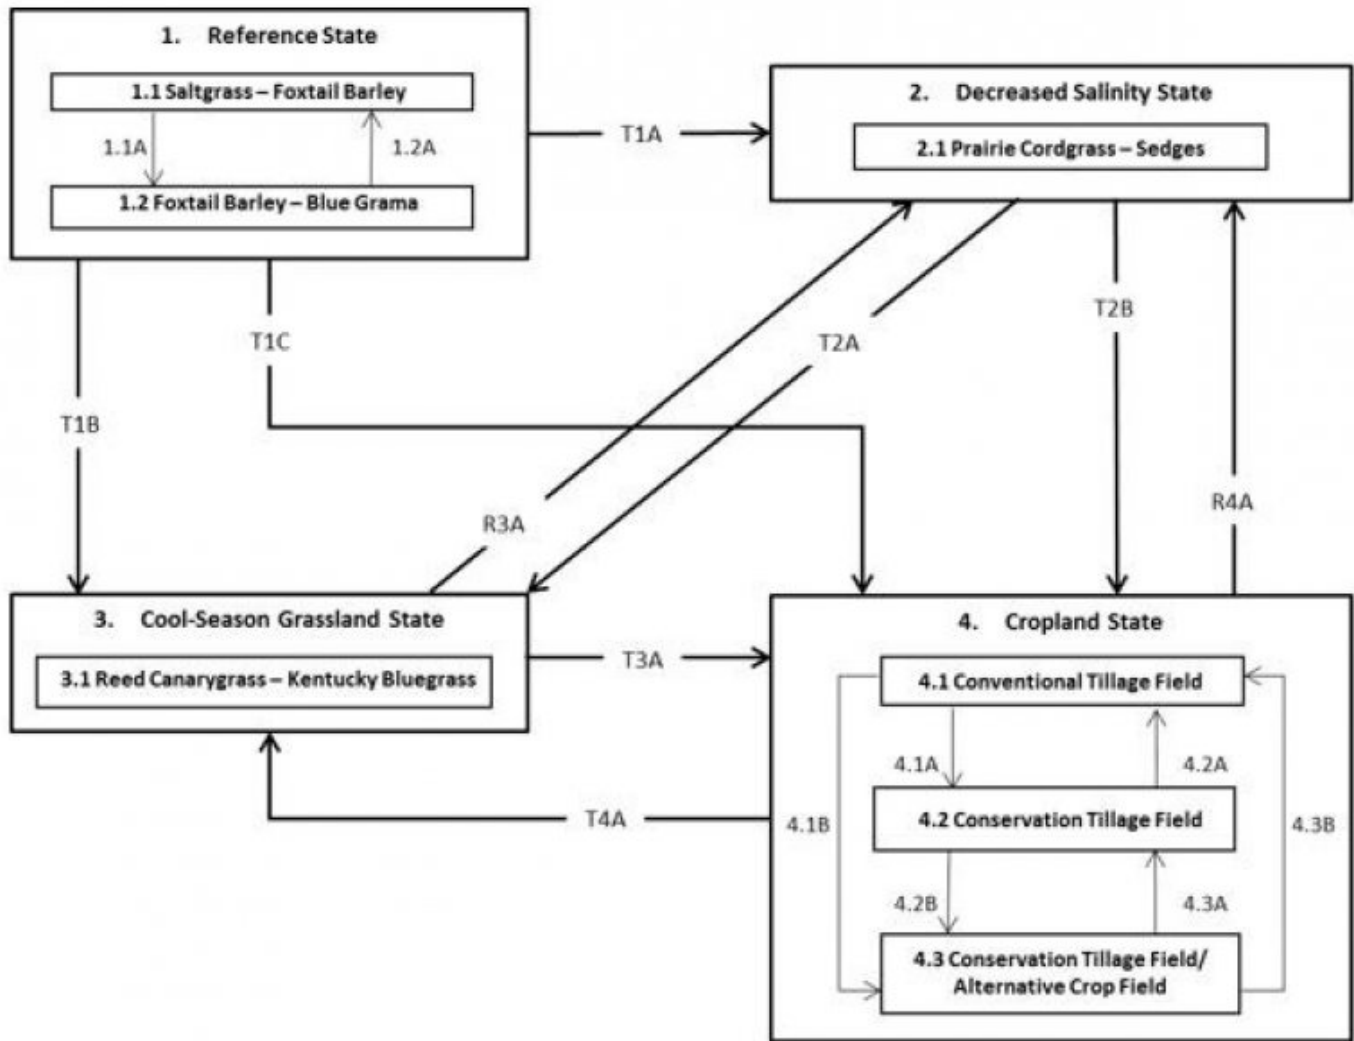 1. Reference State
1.1 Saltgrass – Foxtail Barley
1.1A
1.2A
1.2 Foxtail Barley – Blue Grama
T1A
2. Decreased Salinity State
2.1 Prairie Cordgrass – Sedges
T1B
T1C
T2A
T2B
R3A
R4A
3. Cool-Season Grassland State
3.1 Reed Canarygrass – Kentucky Bluegrass
T3A
T4A
4. Cropland State
4.1 Conventional Tillage Field
4.1A
4.2A
4.1B
4.2 Conservation Tillage Field
4.3B
4.2B
4.3A
4.3 Conservation Tillage Field/
Alternative Crop Field